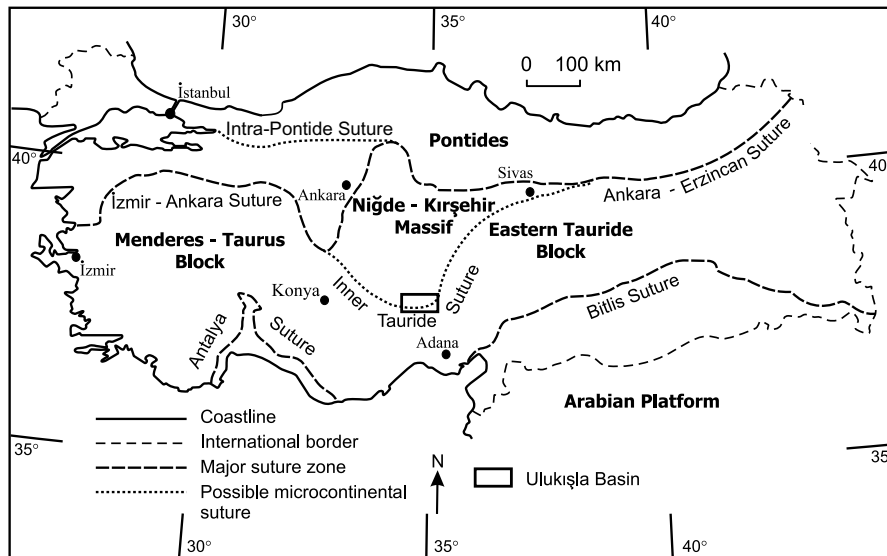 30°
35°
40°
0 100 km
İstanbul
Intra-Pontide Suture
Pontides
40°
40°
Ankara
Sivas
Ankara - Erzincan Suture
İzmir - Ankara Suture
Niğde - Kırşehir
Massif
Menderes - Taurus
Block
Eastern Tauride
Block
İzmir
Konya
Inner
Tauride
Suture
Bitlis Suture
Antalya
Suture
Adana
Arabian Platform
Coastline
International border
Major suture zone
Possible microcontinental
suture
N
Ulukışla Basin
35°
35°
30°
35°
40°